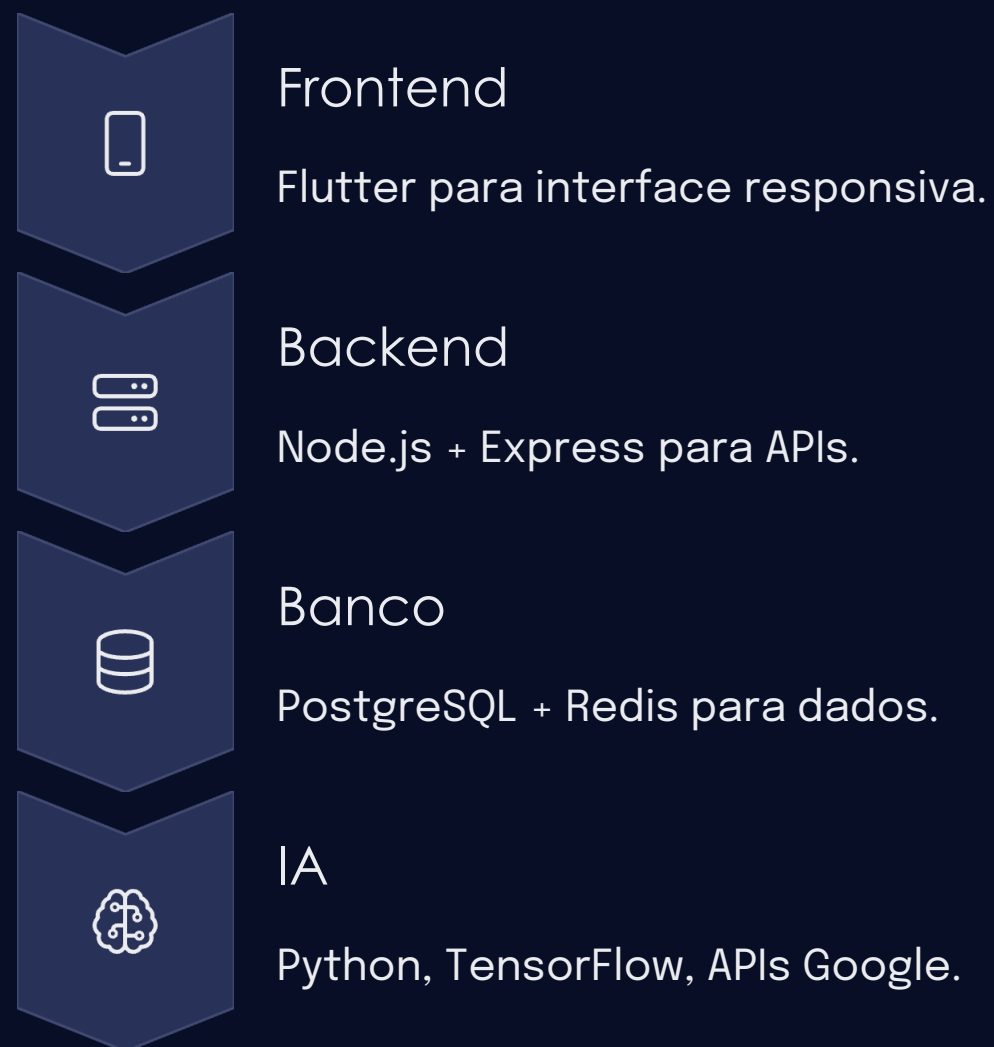 Frontend
Flutter para interface responsiva.
Backend
Node.js + Express para APIs.
Banco
PostgreSQL + Redis para dados.
IA
Python, TensorFlow, APIs Google.